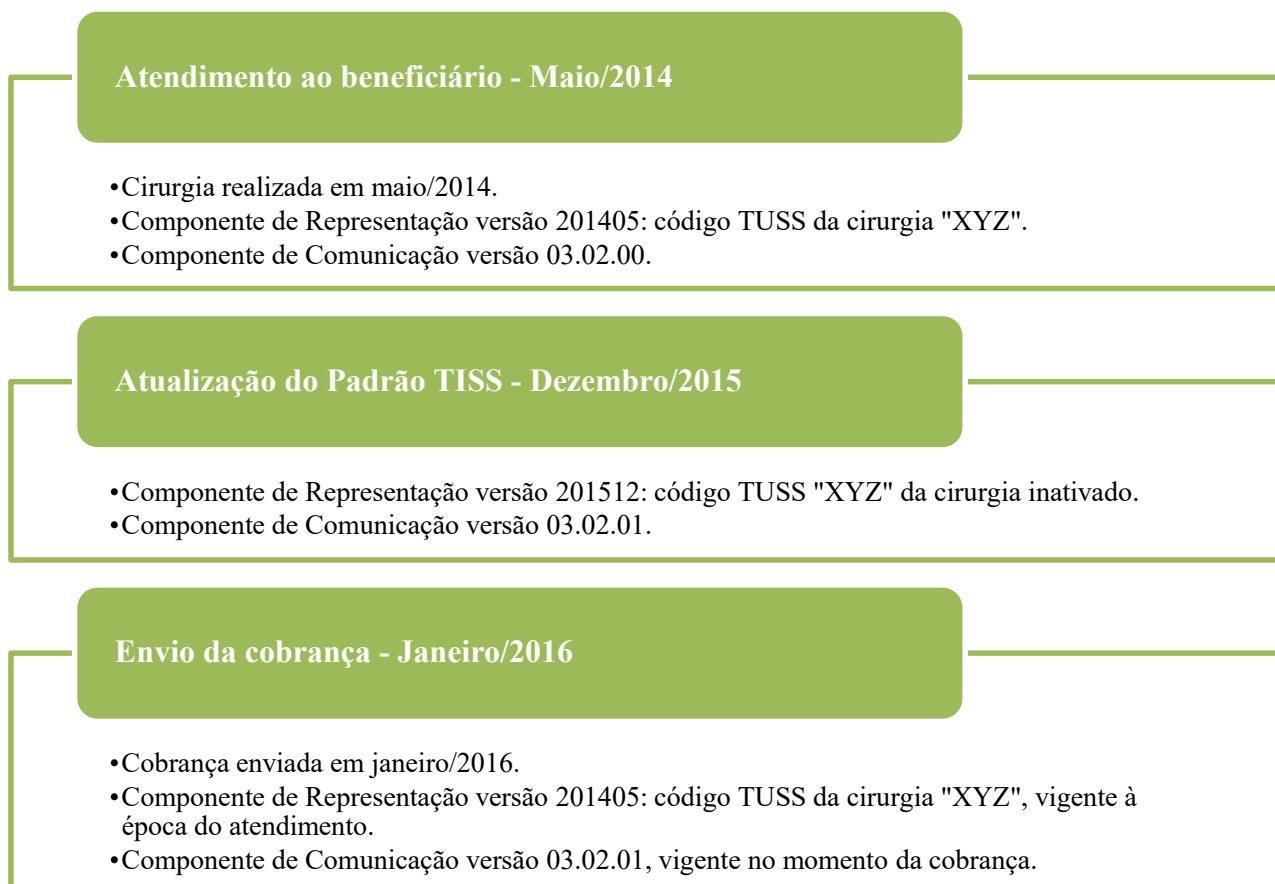 Atendimento ao beneficiário - Maio/2014
•Cirurgia realizada em maio/2014.
•Componente de Representação versão 201405: código TUSS da cirurgia "XYZ".
•Componente de Comunicação versão 03.02.00.
Atualização do Padrão TISS - Dezembro/2015
•Componente de Representação versão 201512: código TUSS "XYZ" da cirurgia inativado.
•Componente de Comunicação versão 03.02.01.
Envio da cobrança - Janeiro/2016
•Cobrança enviada em janeiro/2016.
•Componente de Representação versão 201405: código TUSS da cirurgia "XYZ", vigente à
época do atendimento.
•Componente de Comunicação versão 03.02.01, vigente no momento da cobrança.